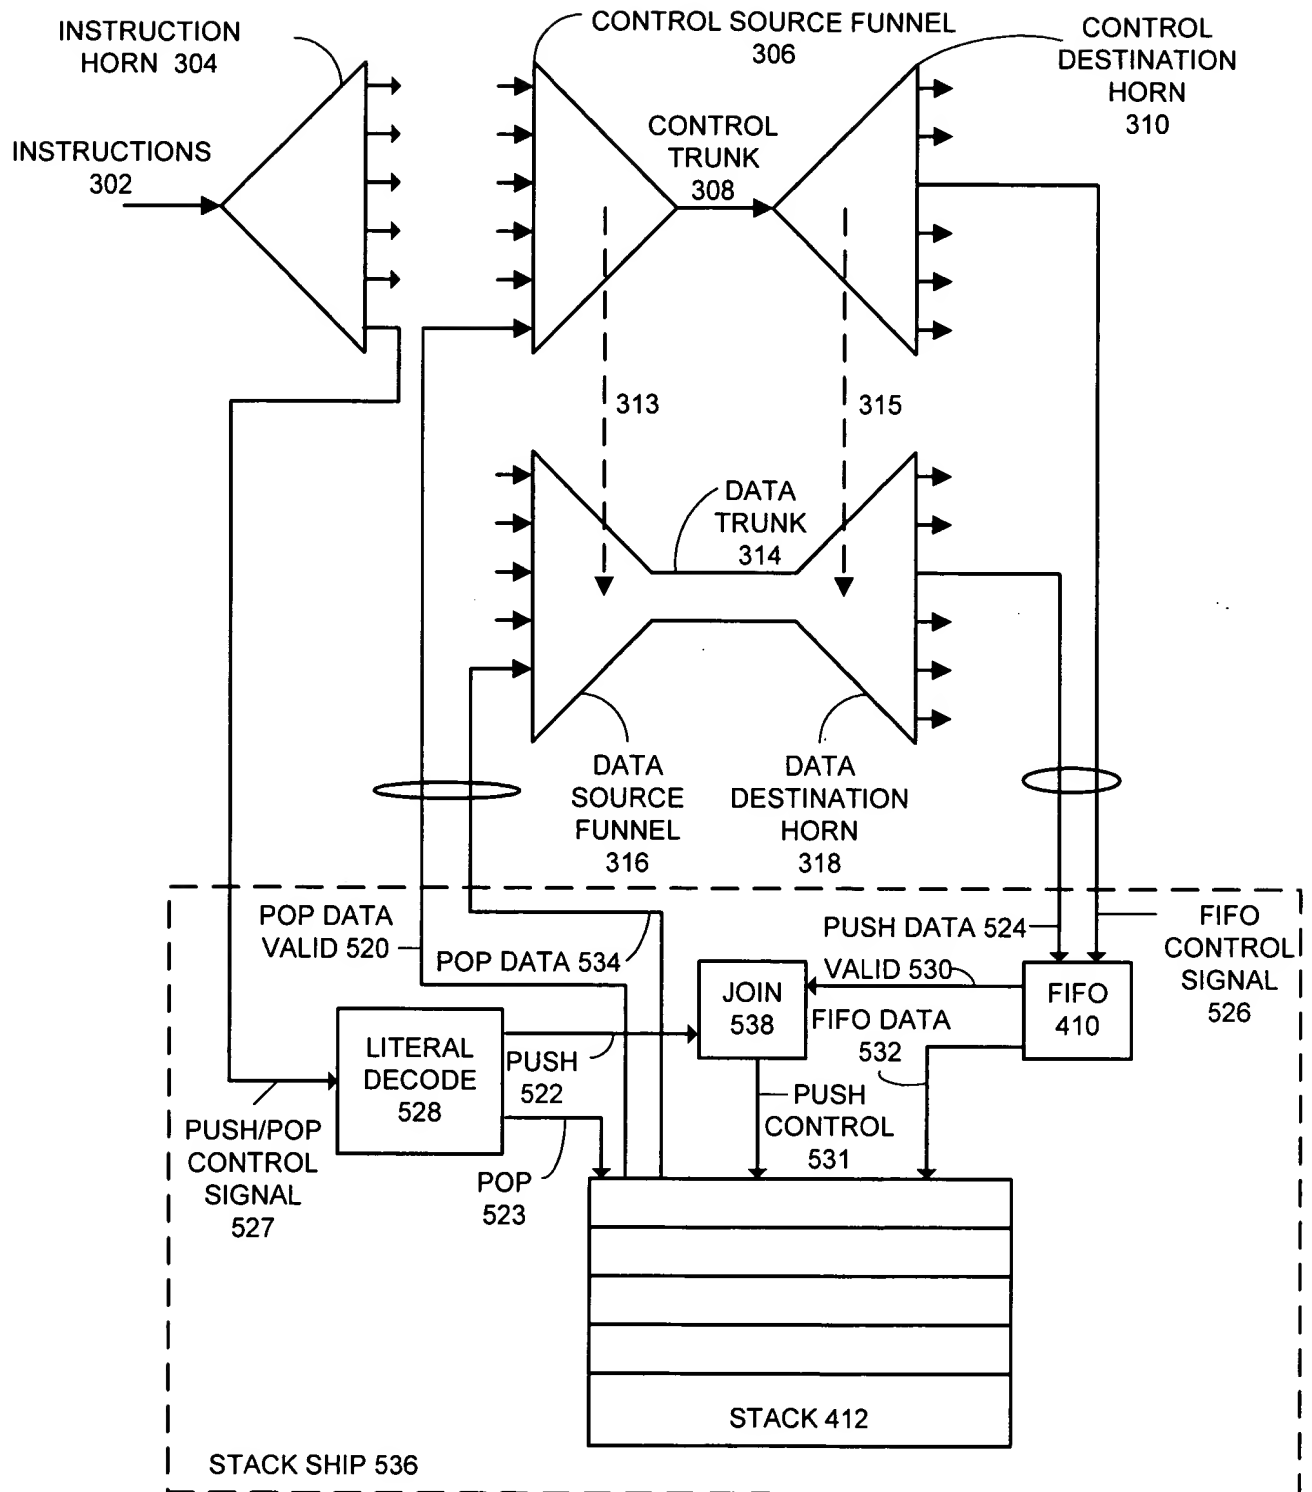 INSTRUCTION
HORN 304
CONTROL SOURCE FUNNEL
306
CONTROL
DESTINATION
HORN
310
INSTRUCTIONS
302
CONTROL
TRUNK
308
313
315
DATA
TRUNK
314
DATA
SOURCE
FUNNEL
316
DATA
DESTINATION
HORN
318
POP DATA
VALID 520
POP DATA 534
PUSH DATA 524
VALID 530
FIFO
CONTROL
SIGNAL
526
JOIN
538
FIFO DATA
532
FIFO
410
LITERAL
DECODE
528
PUSH
522
PUSH/POP
CONTROL
SIGNAL
527
PUSH
CONTROL
531
POP
523
STACK 412
STACK SHIP 536